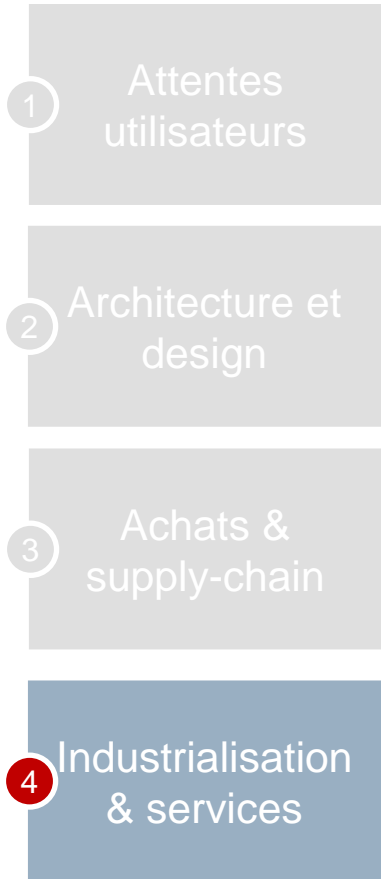 1
Attentes
utilisateurs
2
Architecture et
design
3
Achats &
supply-chain
4
Industrialisation
& services